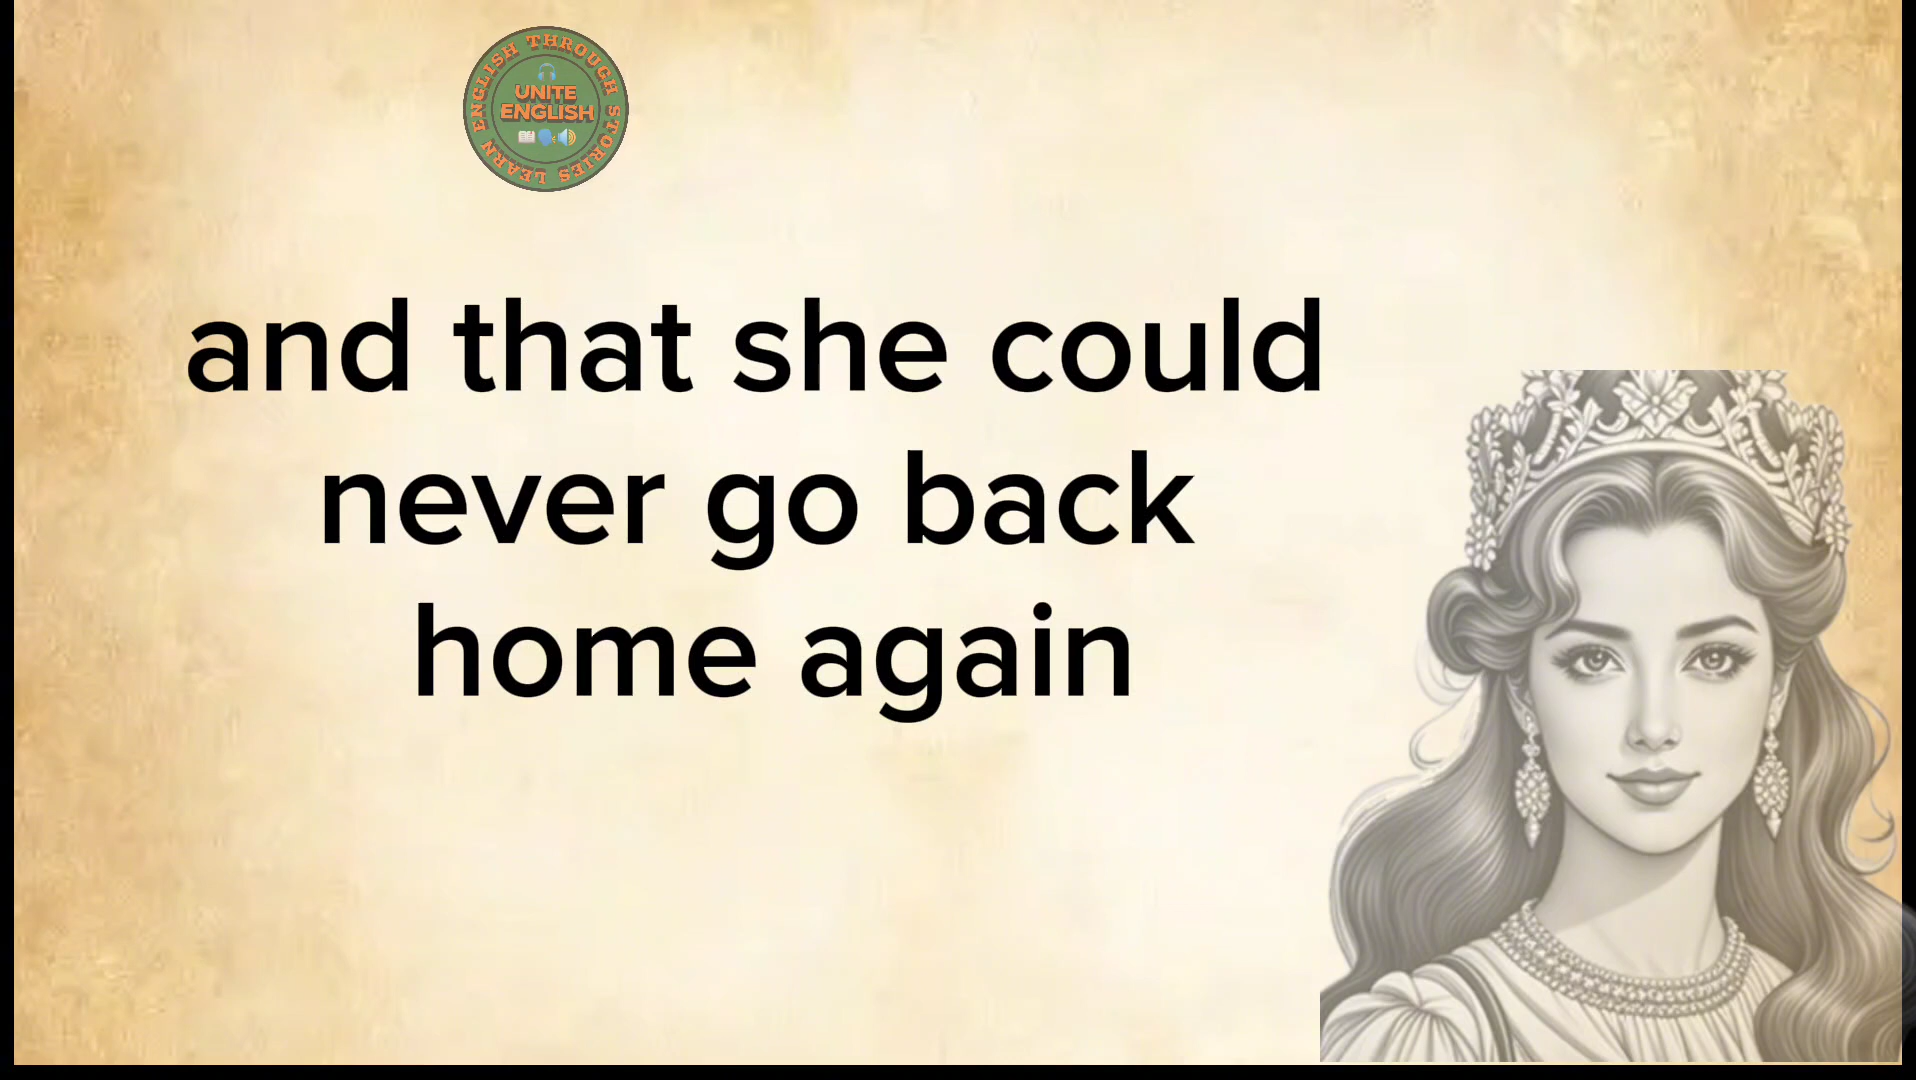 LEARN ENGLISH THROUGH STORIES
UNITE
ENGLISH
and that she could
never go back
home again